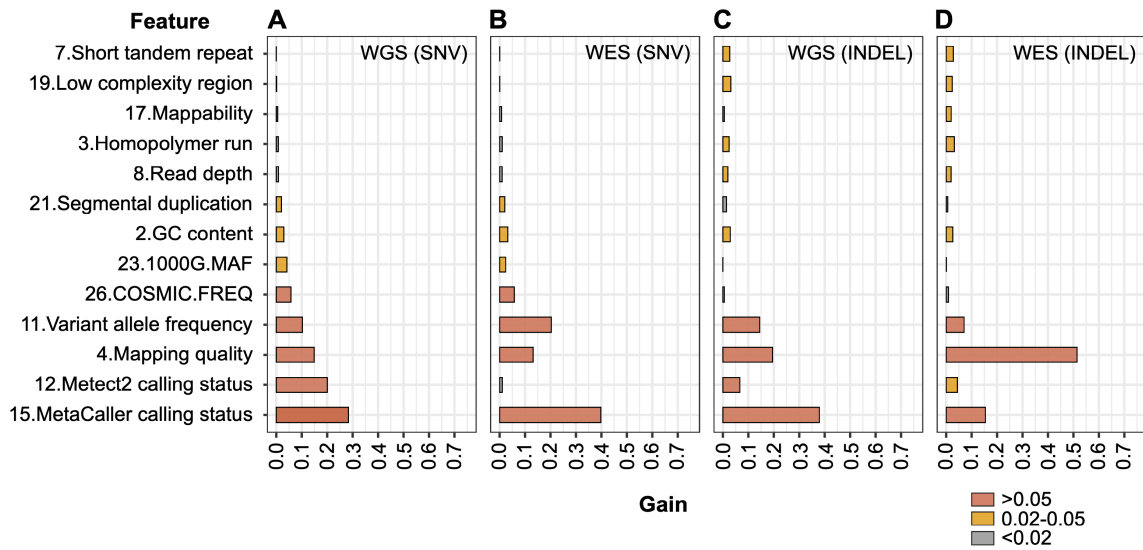 Feature A B C D
WGS (SNV) WES (SNV) WGS (INDEL) WES (INDEL)
7.Short tandem repeat
19.Low complexity region
17.Mappability
3.Homopolymer run
8.Read depth
21.Segmental duplication
2.GC content
23.1000G.MAF
26.COSMIC.FREQ
11.Variant allele frequency
4.Mapping quality
12.Metect2 calling status
15.MetaCaller calling status
0.0 0.1 0.2 0.3 0.4 0.5 0.6 0.7 0.0 0.1 0.2 0.3 0.4 0.5 0.6 0.7 0.0 0.1 0.2 0.3 0.4 0.5 0.6 0.7 0.0 0.1 0.2 0.3 0.4 0.5 0.6 0.7
Gain
>0.05
0.02-0.05
<0.02